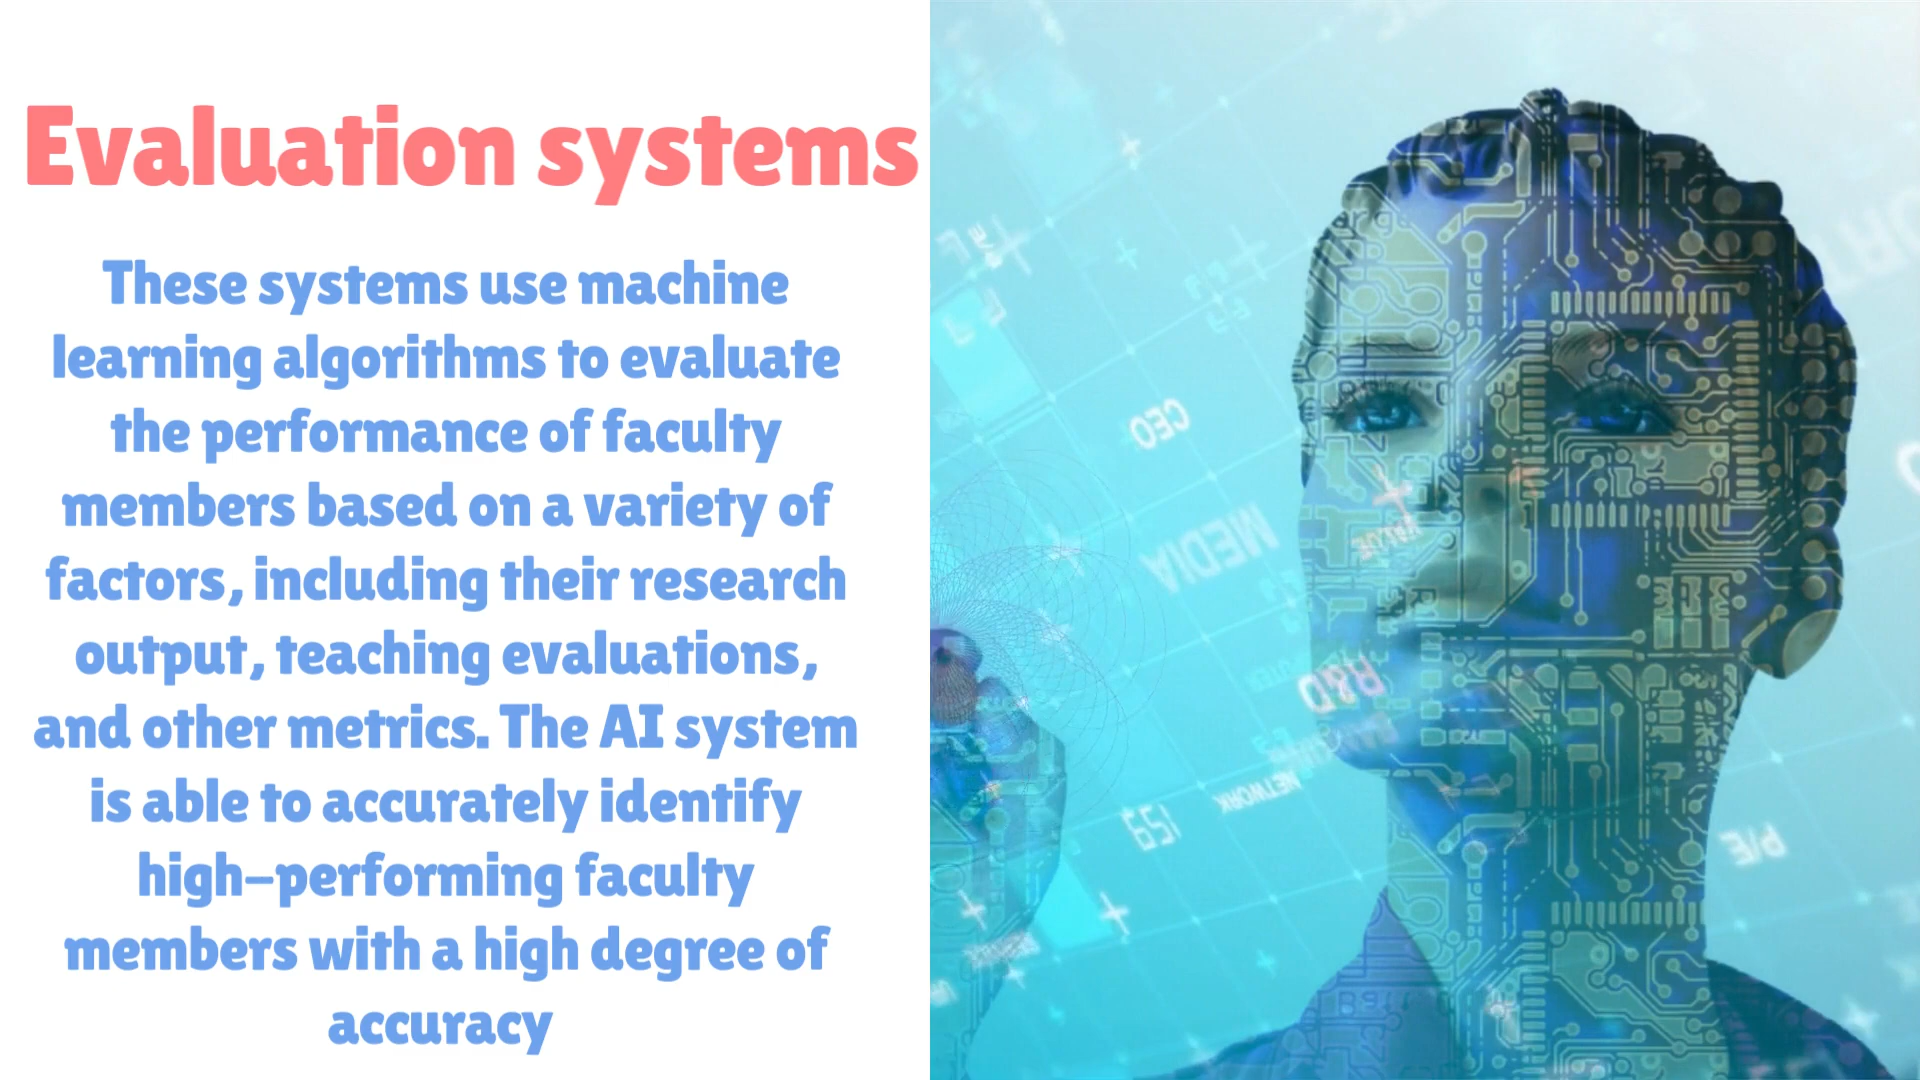 Evaluation systems
These systems use machine
learning algorithms to evaluate
the performance of faculty
members based on a variety of
factors, including their research
output, teaching evaluations,
and other metrics. The AI system
is able to accurately identify
high-performing faculty
members with a high degree of
accuracy
CEO
MEDIA
VALUE
R&D
NETWORK
159
P/E